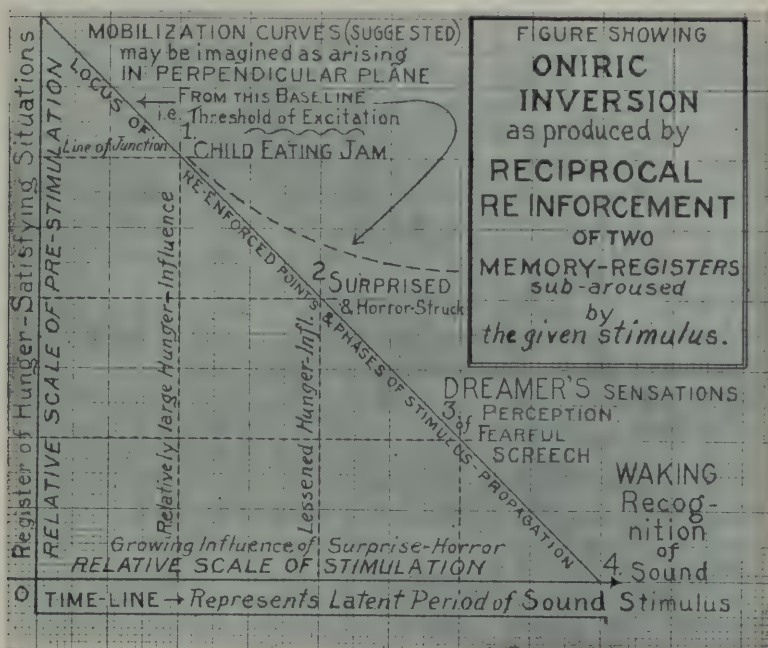 MOBILIZATION CURVES (SUGGESTED)
may be imagined as arising
IN PERPENDICULAR PLANE
FROM THIS BASELINE
i.e. Threshold of Excitation
FIGURE SHOWING
ONIRIC
INVERSION
as produced by
RECIPROCAL
RE INFORCEMENT
OF TWO
MEMORY-REGISTERS
sub-aroused
by
the given stimulus.
Register of Hunger-Satisfying Situations
RELATIVE SCALE OF PRE-STIMULATION
LOCUS OF RE-ENFORCED POINTS & PHASES OF STIMULUS-PROPAGATION
Line of Junction
1.
CHILD EATING JAM.
Relatively large Hunger-Influence
2 SURPRISED
& Horror-Struck
Lessened Hunger-Infl.
DREAMER'S SENSATIONS;
3 of PERCEPTION
FEARFUL
SCREECH
WAKING
Recog-
nition
of
4. Sound
Growing Influence of Surprise-Horror
RELATIVE SCALE OF STIMULATION
O TIME-LINE → Represents Latent Period of Sound Stimulus